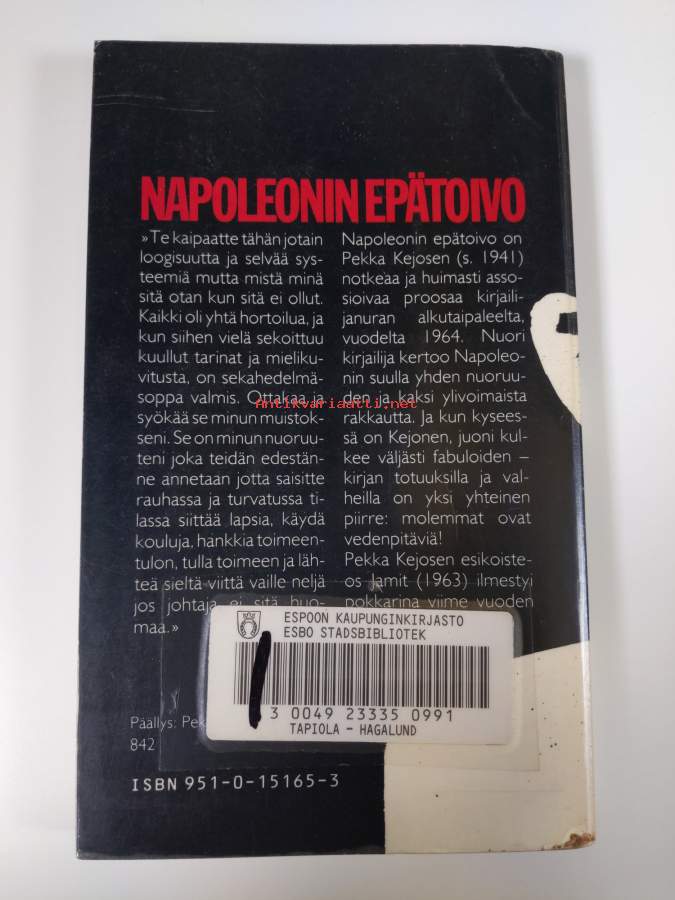 NAPOLEONIN EPÄTOIVO
»Te kaipaatte tähän jotain
loogisuutta ja selvää sys-
teemiä mutta mistä minä
sitä otan kun sitä ei ollut.
Kaikki oli yhtä hortoilua, ja
kun siihen vielä sekoittuu
kuullut tarinat ja mieliku-
vitusta, on sekahedelmä-
soppa valmis. Ottakaa ja
syökää se minun muistok-
seni. Se on minun nuoruu-
teni joka teidän edestän-
ne annetaan jotta saisitte
rauhassa ja turvatussa ti-
lassa siittää lapsia, käydä
kouluja, hankkia toimeen-
tulon, tulla toimeen ja läh-
teä sieltä viittä vaille neljä
jos johtaja ei sitä huo-
maa.»
Napoleonin epätoivo on
Pekka Kejosen (s. 1941)
notkeaa ja huimasti asso-
sioivaa proosaa kirjaili-
januran alkutaipaleelta,
vuodelta 1964. Nuori
kirjailija kertoo Napoleo-
nin suulla yhden nuoruu-
den ja kaksi ylivoimaista
rakkautta. Ja kun kysees-
sä on Kejonen, juoni kul-
kee väljästi fabuloiden –
kirjan totuuksilla ja val-
heilla on yksi yhteinen
piirre: molemmat ovat
vedenpitäviä!
Pekka Kejosen esikoiste-
os Jamit (1963) ilmestyi
pokkarina viime vuoden
Antikvariaatti.net
ESPOON KAUPUNGINKIRJASTO
ESBO STADSBIBLIOTEK
3 0049 23335 0991
TAPIOLA – HAGALUND
Päällys:
842
ISBN 951-0-15165-3